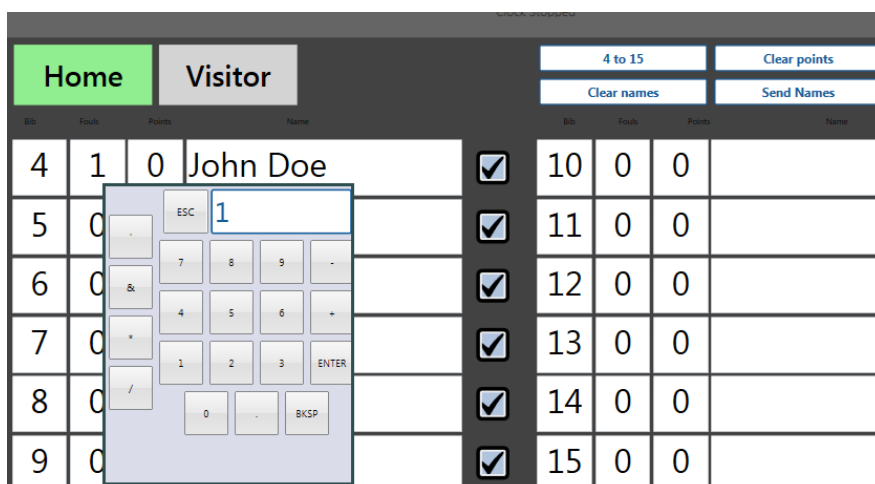 Clock Stopped
Home Visitor 4 to 15 Clear points
Clear names Send Names
Bib Fouls Points Name Bib Fouls Points Name
4 1 0 John Doe 10 0 0
ESC 1
5 0 . 11 0 0
7 8 9 -
6 0 & 12 0 0
4 5 6 +
7 0 * 13 0 0
1 2 3 ENTER
8 0 / 14 0 0
0 . BKSP
9 0 15 0 0